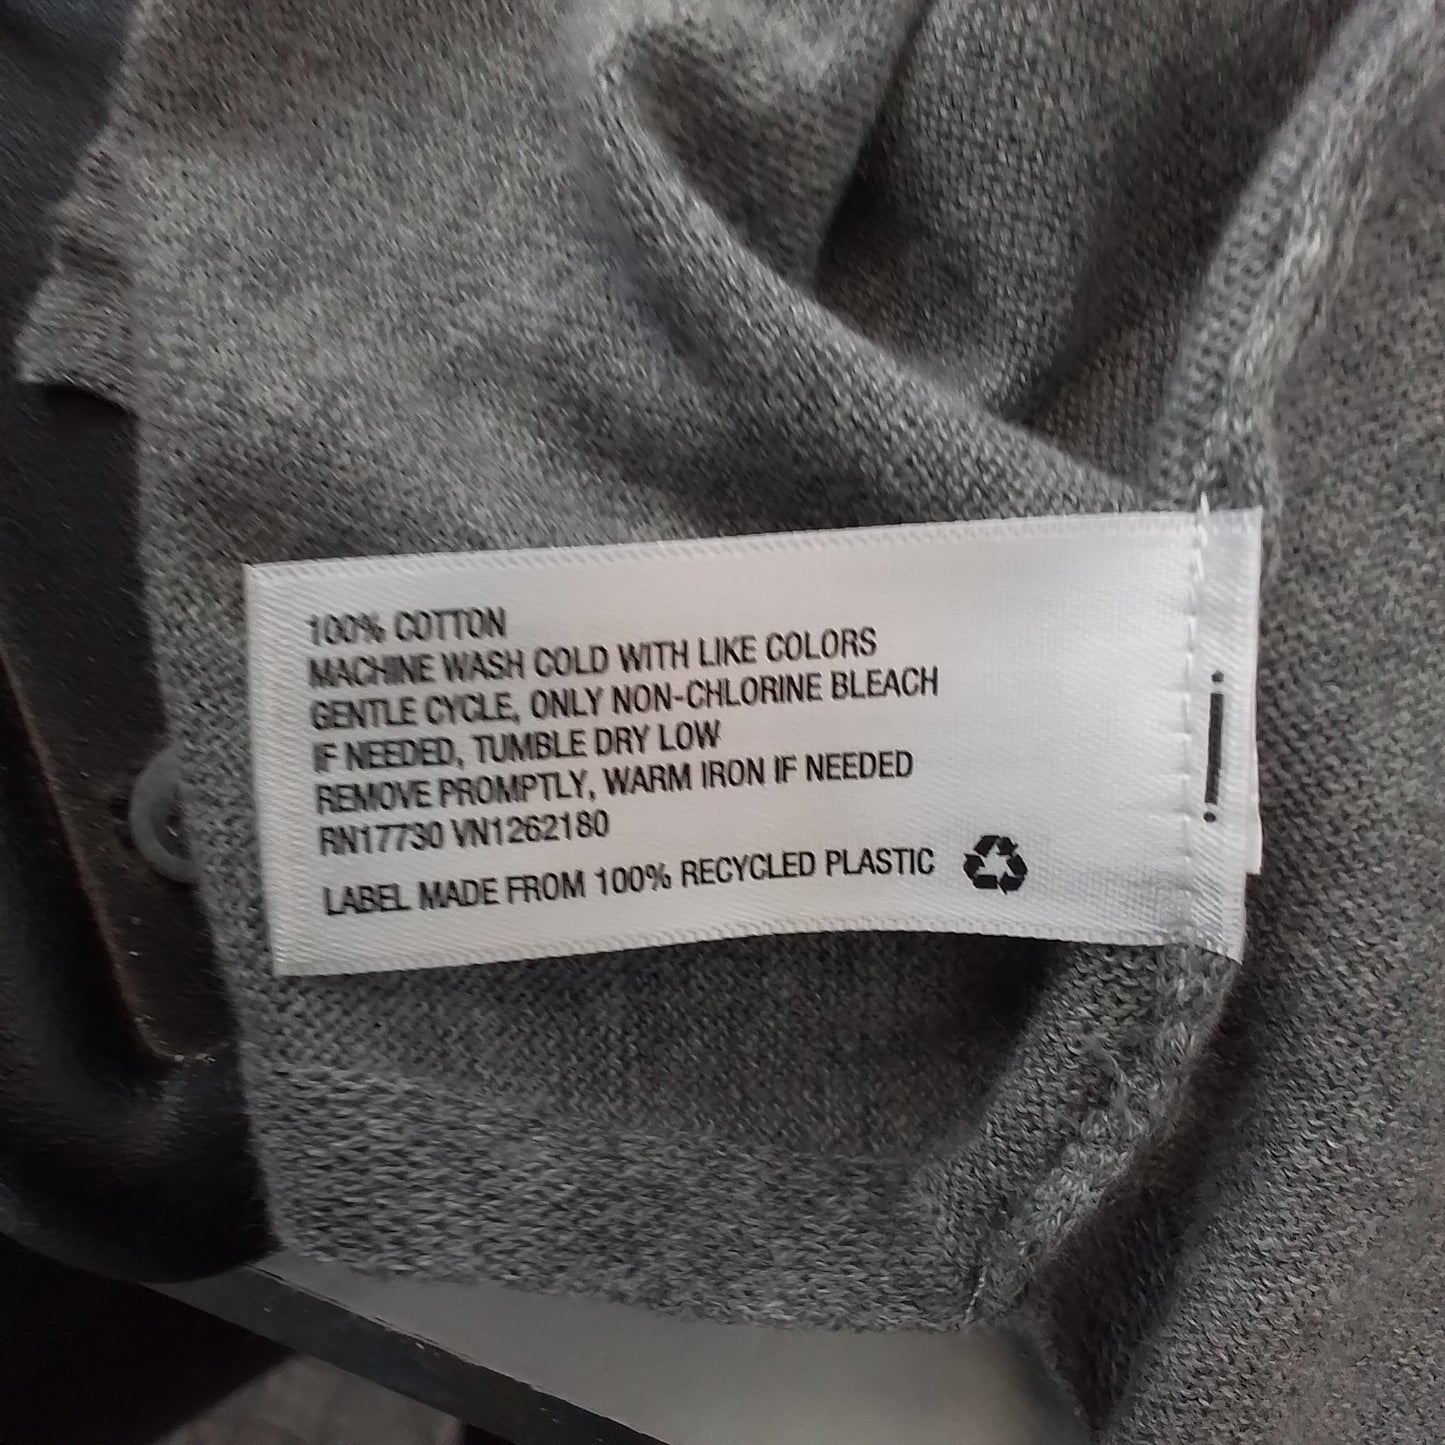 100% COTTON
MACHINE WASH COLD WITH LIKE COLORS
GENTLE CYCLE, ONLY NON-CHLORINE BLEACH
IF NEEDED, TUMBLE DRY LOW
REMOVE PROMPTLY, WARM IRON IF NEEDED
RN17730 VN1262180
LABEL MADE FROM 100% RECYCLED PLASTIC